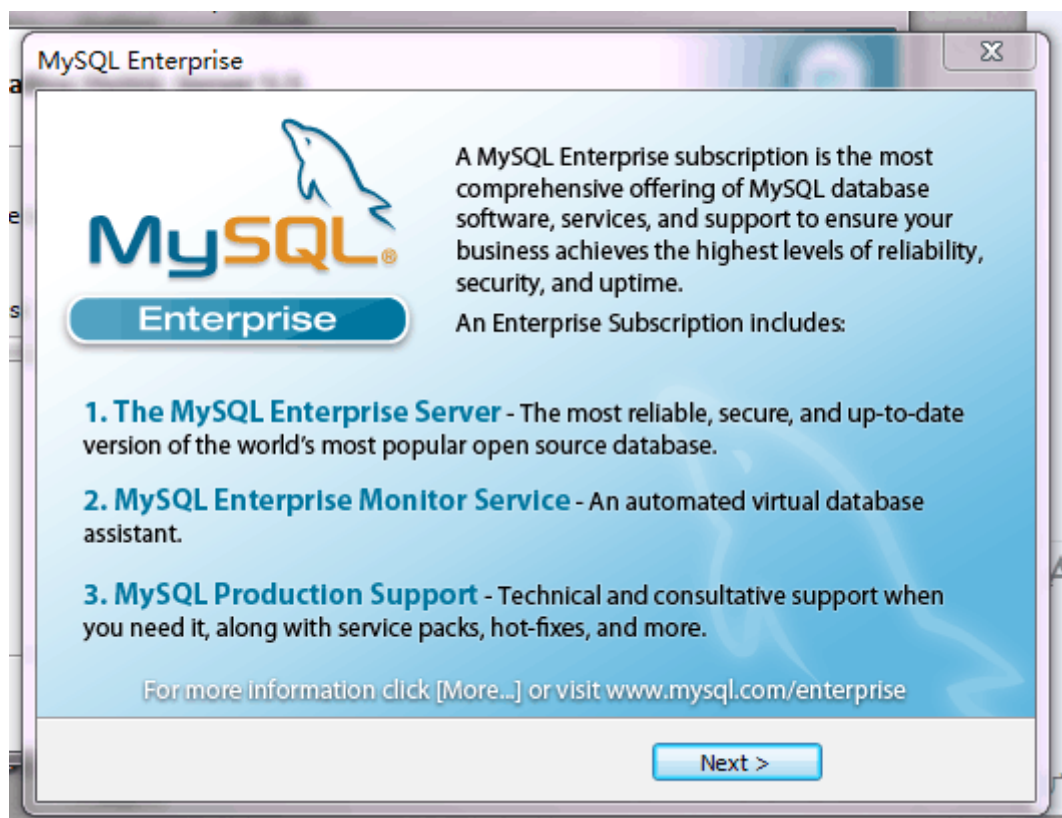 MySQL Enterprise
A MySQL Enterprise subscription is the most
comprehensive offering of MySQL database
software, services, and support to ensure your
business achieves the highest levels of reliability,
security, and uptime.
MySQL®
Enterprise
An Enterprise Subscription includes:
1. The MySQL Enterprise Server - The most reliable, secure, and up-to-date
version of the world's most popular open source database.
2. MySQL Enterprise Monitor Service - An automated virtual database
assistant.
3. MySQL Production Support - Technical and consultative support when
you need it, along with service packs, hot-fixes, and more.
For more information click [More...] or visit www.mysql.com/enterprise
Next >